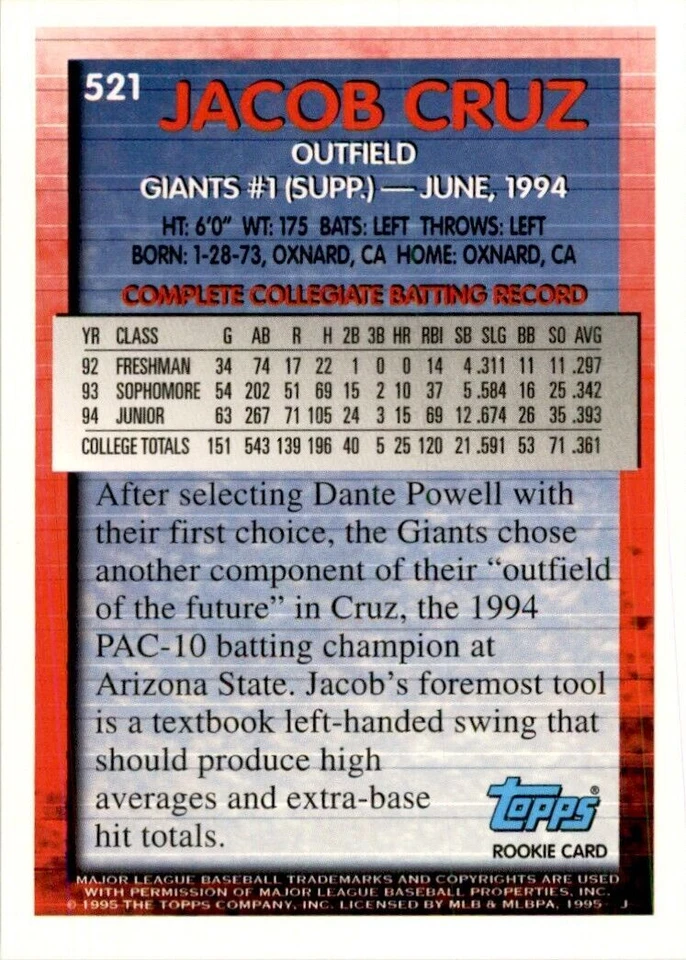 521
JACOB CRUZ
OUTFIELD
GIANTS #1 (SUPP.) — JUNE, 1994
HT: 6'0" WT: 175 BATS: LEFT THROWS: LEFT
BORN: 1-28-73, OXNARD, CA HOME: OXNARD, CA
COMPLETE COLLEGIATE BATTING RECORD
YR CLASS G AB R H 2B 3B HR RBI SB SLG BB SO AVG
92 FRESHMAN 34 74 17 22 1 0 0 14 4 .311 11 11 .297
93 SOPHOMORE 54 202 51 69 15 2 10 37 5 .584 16 25 .342
94 JUNIOR 63 267 71 105 24 3 15 69 12 .674 26 35 .393
COLLEGE TOTALS 151 543 139 196 40 5 25 120 21 .591 53 71 .361
After selecting Dante Powell with
their first choice, the Giants chose
another component of their “outfield
of the future” in Cruz, the 1994
PAC-10 batting champion at
Arizona State. Jacob’s foremost tool
is a textbook left-handed swing that
should produce high
averages and extra-base
hit totals.
Topps®
ROOKIE CARD
MAJOR LEAGUE BASEBALL TRADEMARKS AND COPYRIGHTS ARE USED
WITH PERMISSION OF MAJOR LEAGUE BASEBALL PROPERTIES, INC.
© 1995 THE TOPPS COMPANY, INC. LICENSED BY MLB & MLBPA, 1995 J